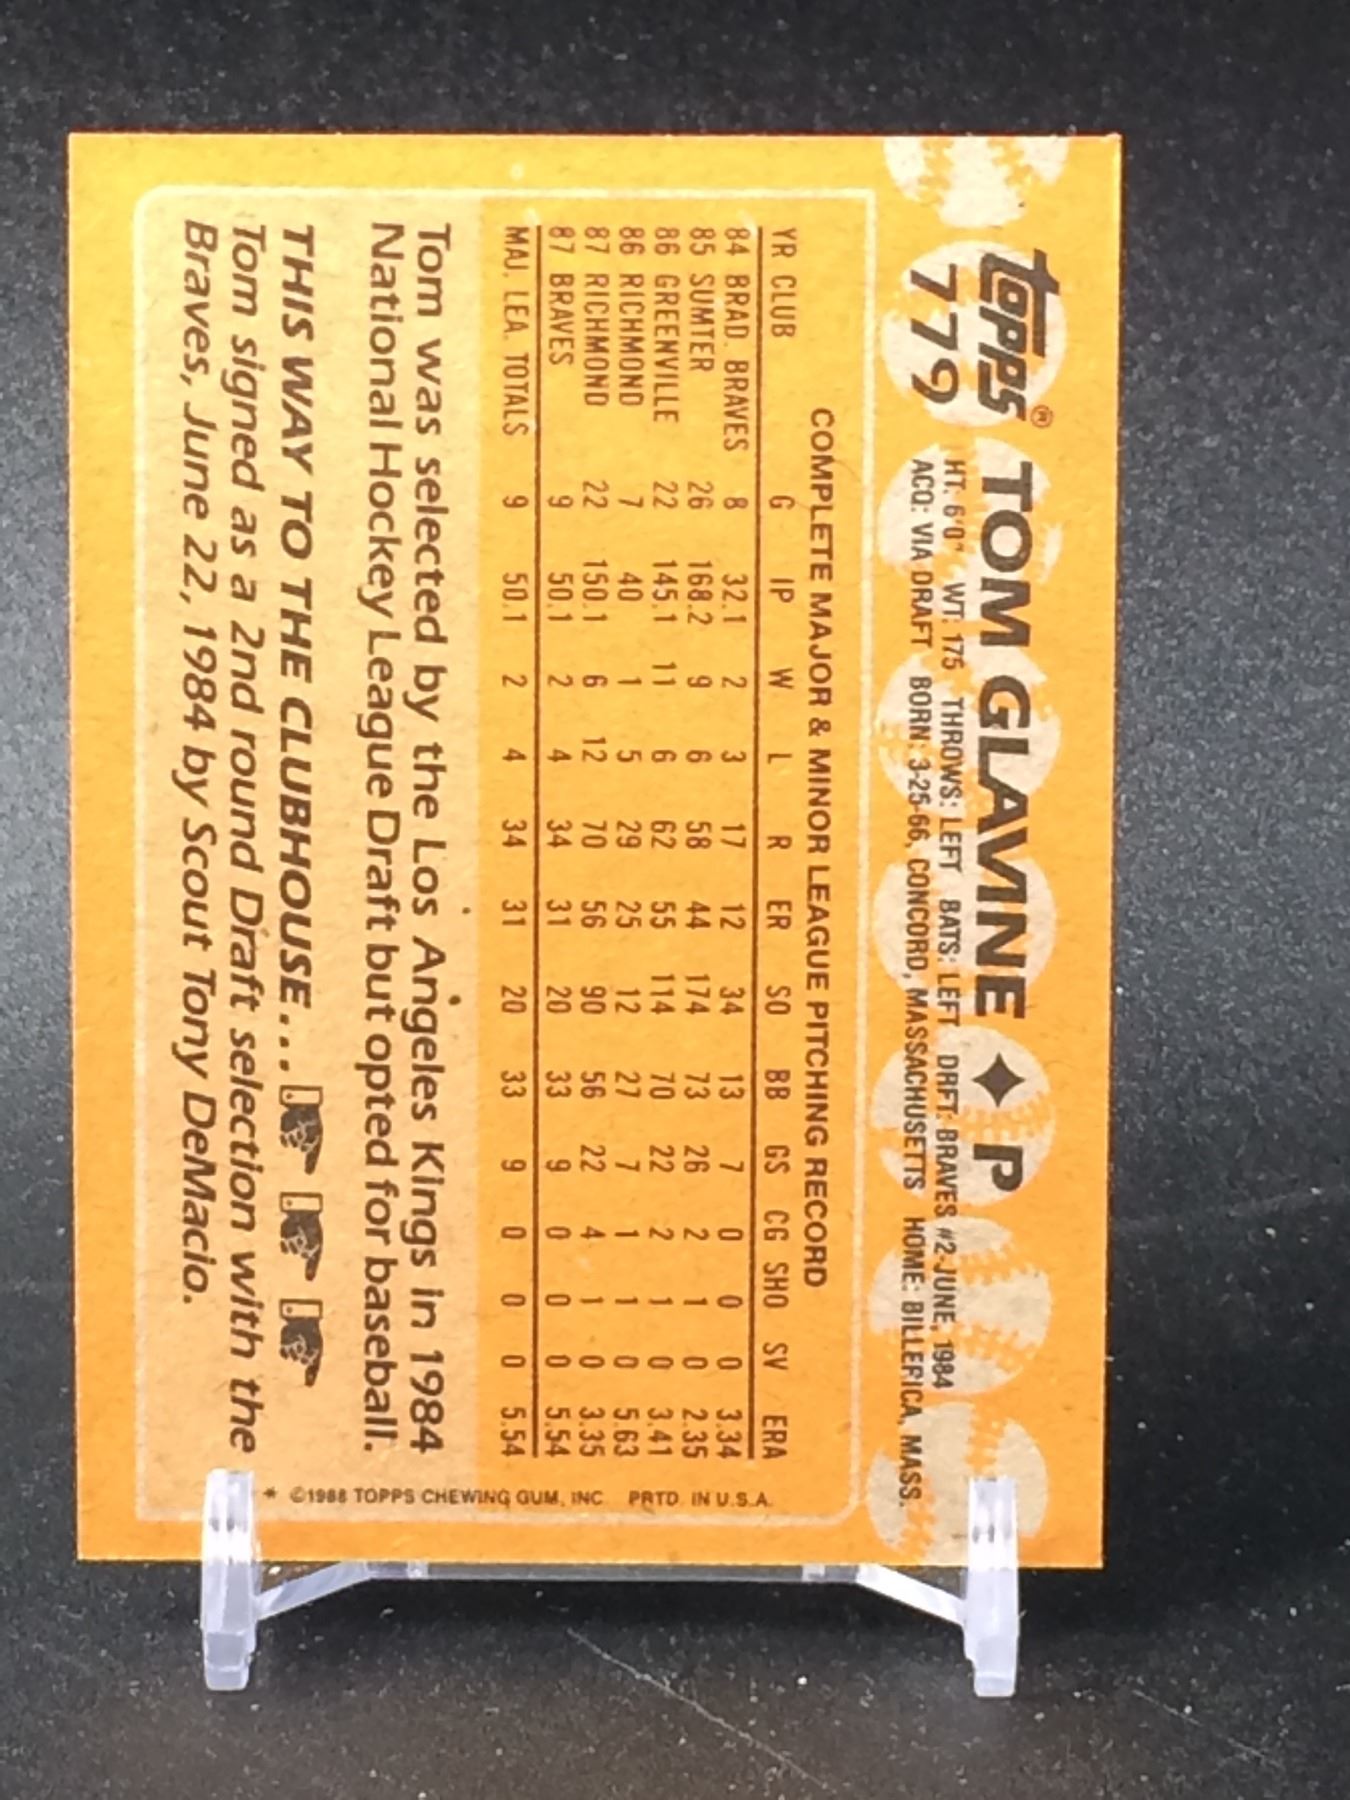 topps® TOM GLAVINE ✦ P
779 HT: 6'0" WT: 175 THROWS: LEFT BATS: LEFT DRFT: BRAVES #2-JUNE, 1984
ACQ: VIA DRAFT BORN: 3-25-66, CONCORD, MASSACHUSETTS HOME: BILLERICA, MASS.
COMPLETE MAJOR & MINOR LEAGUE PITCHING RECORD
YR CLUB G IP W L R ER SO BB GS CG SHO SV ERA
84 BRAD. BRAVES 8 32.1 2 3 17 12 34 13 7 0 0 0 3.34
85 SUMTER 26 168.2 9 6 58 44 174 73 26 2 1 0 2.35
86 GREENVILLE 22 145.1 11 6 62 55 114 70 22 2 1 0 3.41
86 RICHMOND 7 40 1 5 29 25 12 27 7 1 1 0 5.63
87 RICHMOND 22 150.1 6 12 70 56 90 56 22 4 1 0 3.35
87 BRAVES 9 50.1 2 4 34 31 20 33 9 0 0 0 5.54
MAJ. LEA. TOTALS 9 50.1 2 4 34 31 20 33 9 0 0 0 5.54
Tom was selected by the Los Angeles Kings in 1984
National Hockey League Draft but opted for baseball.
THIS WAY TO THE CLUBHOUSE...
Tom signed as a 2nd round Draft selection with the
Braves, June 22, 1984 by Scout Tony DeMacio.
* ©1988 TOPPS CHEWING GUM, INC. PRTD. IN U.S.A.